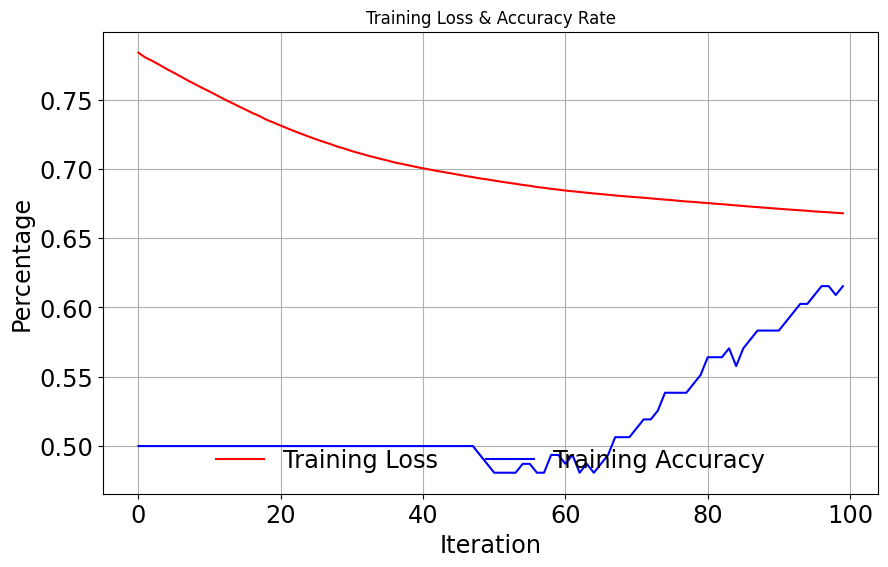 Training Loss & Accuracy Rate
Percentage
0.75
0.70
0.65
0.60
0.55
0.50
Training Loss Training Accuracy
0 20 40 60 80 100
Iteration